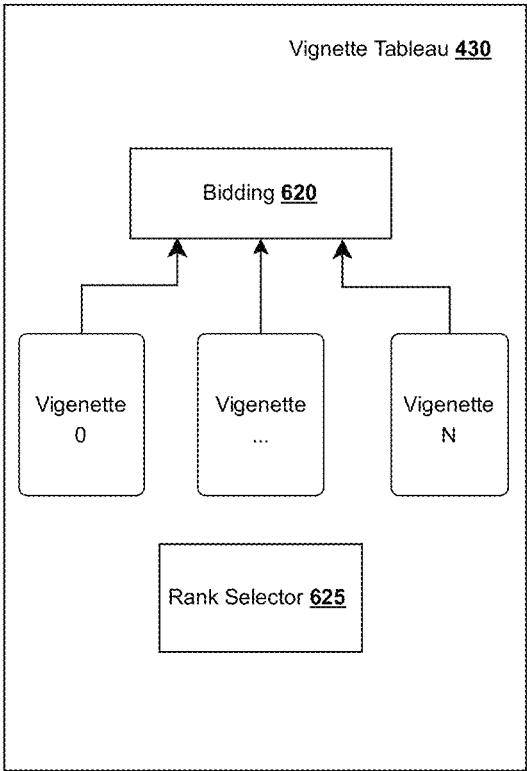 Vignette Tableau 430
Bidding 620
Vigenette
0
Vigenette
...
Vigenette
N
Rank Selector 625